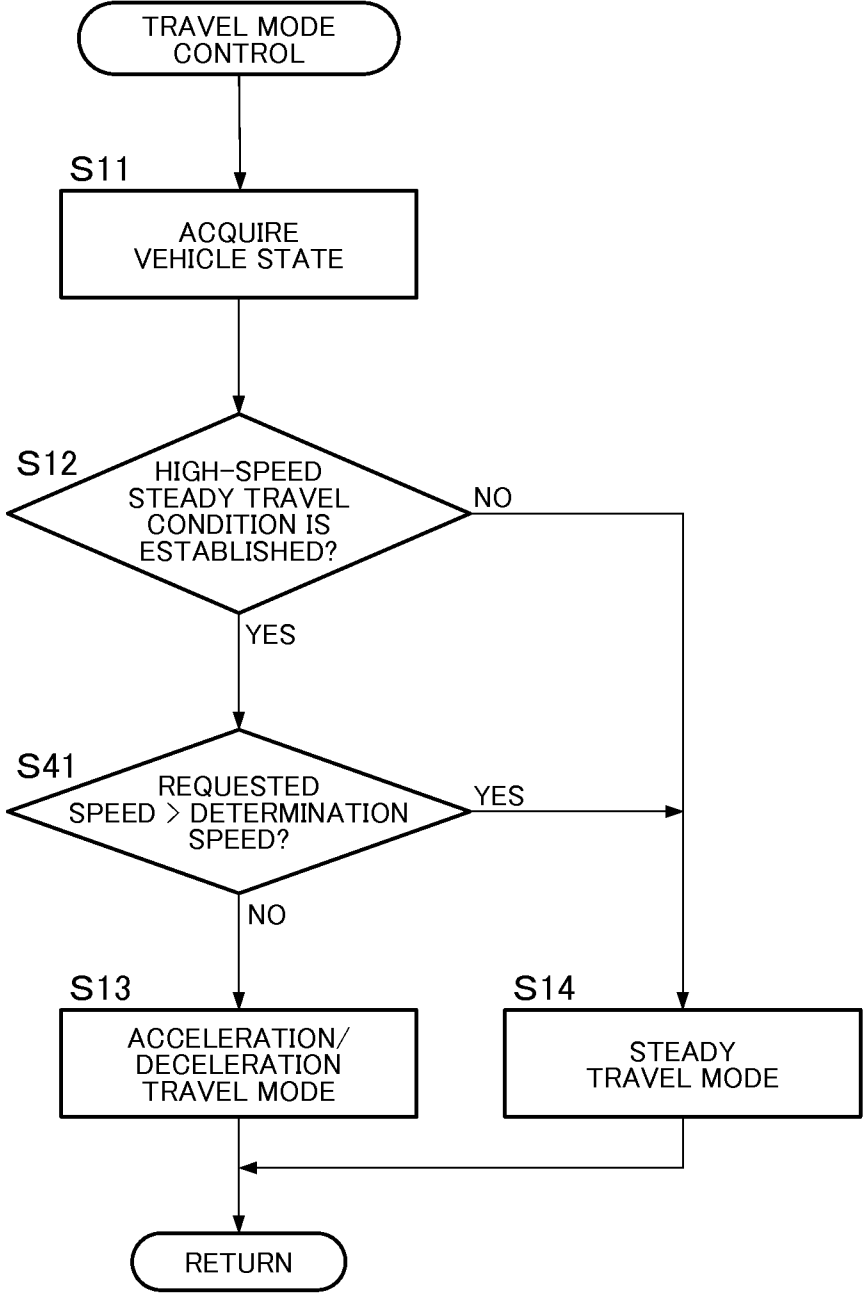 TRAVEL MODE
CONTROL
S11
ACQUIRE
VEHICLE STATE
S12
HIGH-SPEED
STEADY TRAVEL
CONDITION IS
ESTABLISHED?
NO
YES
S41
REQUESTED
SPEED > DETERMINATION
SPEED?
YES
NO
S13
ACCELERATION/
DECELERATION
TRAVEL MODE
S14
STEADY
TRAVEL MODE
RETURN